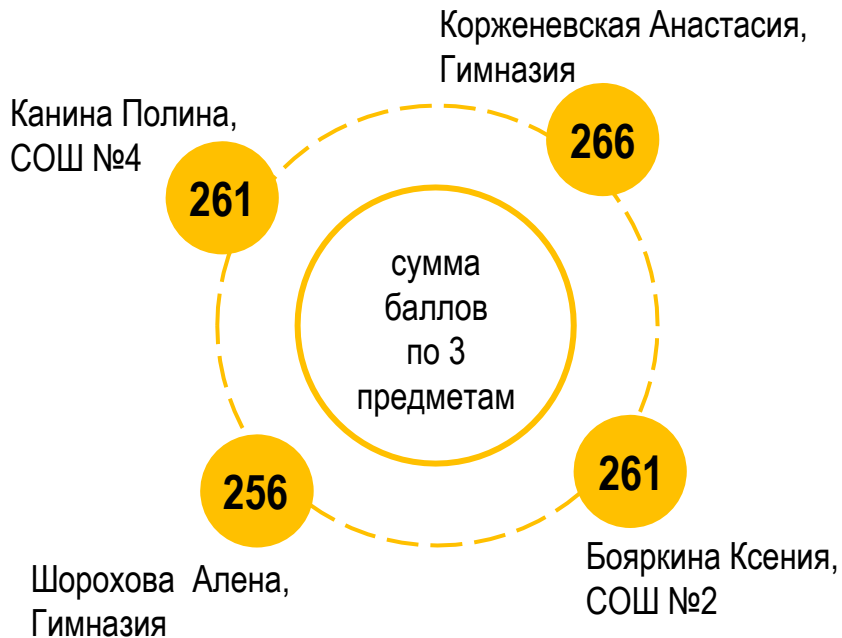 Корженевская Анастасия,
Гимназия
266
Канина Полина,
СОШ №4
261
сумма
баллов
по 3
предметам
256
Шорохова Алена,
Гимназия
261
Бояркина Ксения,
СОШ №2